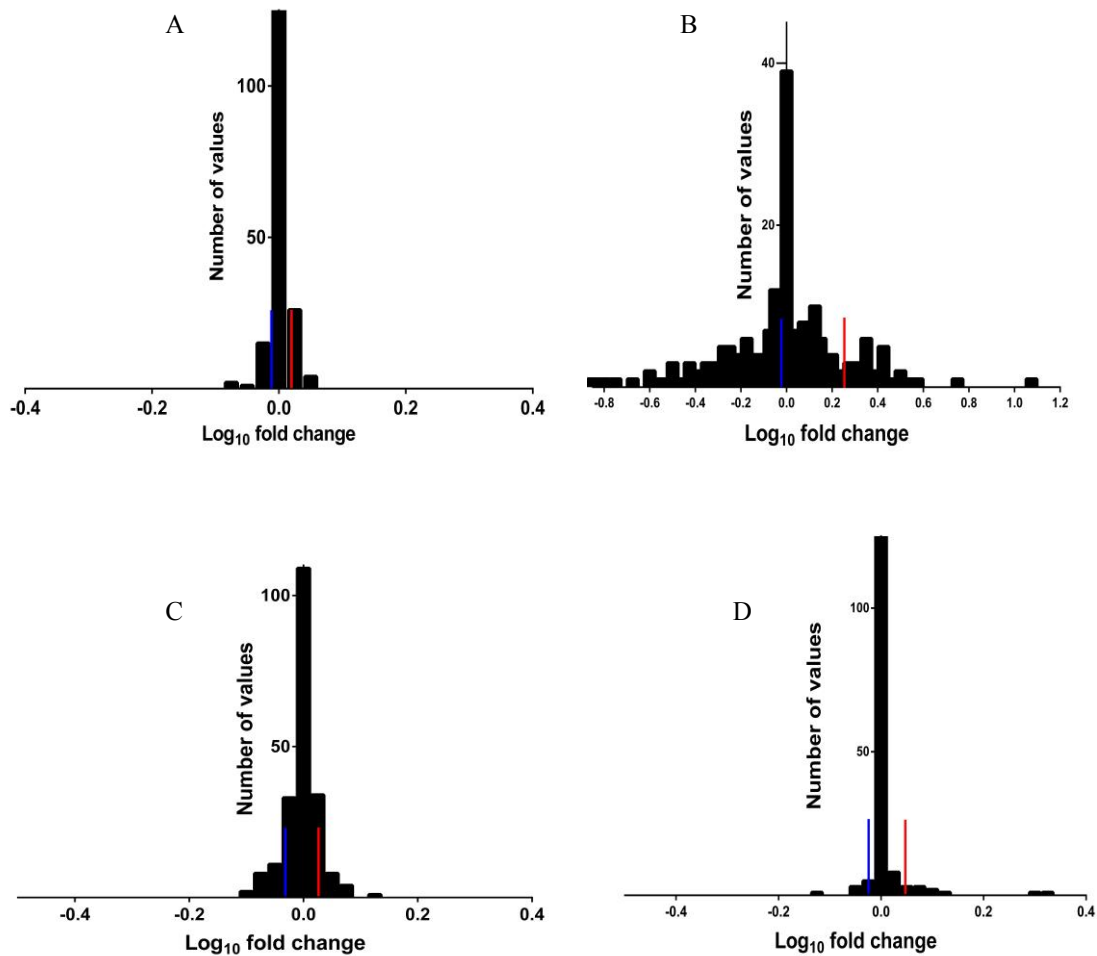 A
Number of values
100
50
-0.4 -0.2 0.0 0.2 0.4
Log10 fold change
B
Number of values
40
20
-0.8 -0.6 -0.4 -0.2 0.0 0.2 0.4 0.6 0.8 1.0 1.2
Log10 fold change
C
Number of values
100
50
-0.4 -0.2 0.0 0.2 0.4
Log10 fold change
D
Number of values
100
50
-0.4 -0.2 0.0 0.2 0.4
Log10 fold change